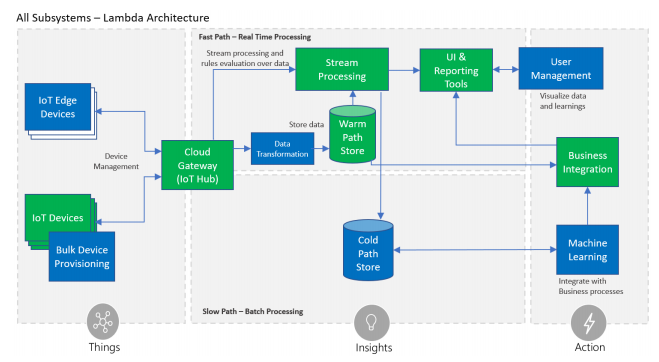 All Subsystems – Lambda Architecture
Fast Path – Real Time Processing
Stream processing and
rules evaluation over data
Stream
Processing
UI &
Reporting
Tools
User
Management
Visualize data
and learnings
IoT Edge
Devices
Store data
Device
Management
Cloud
Gateway
(IoT Hub)
Data
Transformation
Warm
Path
Store
Business
Integration
IoT Devices
Bulk Device
Provisioning
Cold
Path
Store
Machine
Learning
Integrate with
Business processes
Slow Path – Batch Processing
Things
Insights
Action